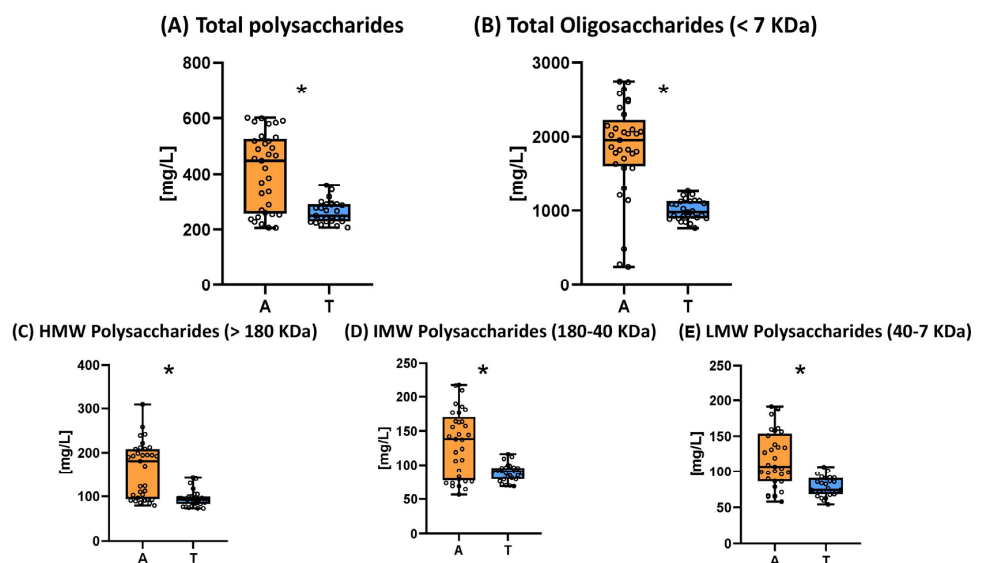 (A) Total polysaccharides
800
600
400
200
0
[mg/L]
*
A
T
(B) Total Oligosaccharides (< 7 KDa)
3000
2000
1000
0
[mg/L]
*
A
T
(C) HMW Polysaccharides (> 180 KDa)
400
300
200
100
0
[mg/L]
*
A
T
(D) IMW Polysaccharides (180-40 KDa)
250
200
150
100
50
0
[mg/L]
*
A
T
(E) LMW Polysaccharides (40-7 KDa)
250
200
150
100
50
0
[mg/L]
*
A
T